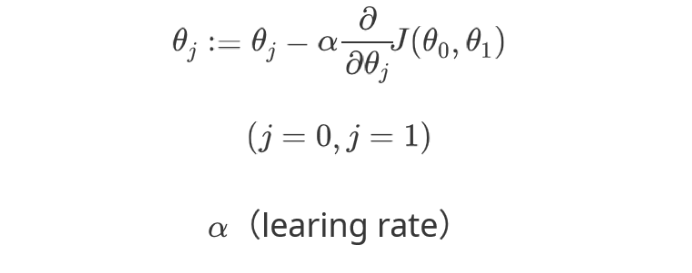 θ_j := θ_j − α ∂/∂θ_j J(θ_0, θ_1)
(j = 0, j = 1)
α（learing rate）